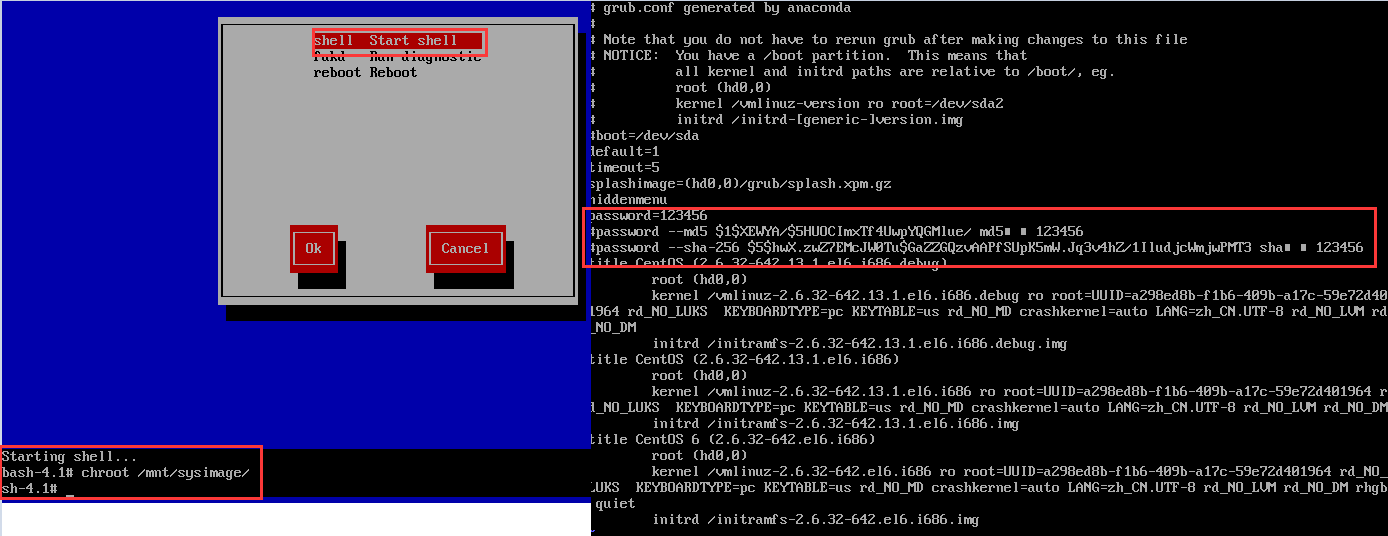 shell  Start shell
reboot Reboot
Ok
Cancel
Starting shell...
bash-4.1# chroot /mnt/sysimage/
sh-4.1#
# grub.conf generated by anaconda
#
# Note that you do not have to rerun grub after making changes to this file
# NOTICE:  You have a /boot partition.  This means that
#          all kernel and initrd paths are relative to /boot/, eg.
#          root (hd0,0)
#          kernel /vmlinuz-version ro root=/dev/sda2
#          initrd /initrd-[generic-]version.img
#boot=/dev/sda
default=1
timeout=5
splashimage=(hd0,0)/grub/splash.xpm.gz
hiddenmenu
password=123456
#password --md5 $1$XEWYA/$5HUOCImxTf4UwpYQGMlue/ md5■ ■ 123456
#password --sha-256 $5$hwX.zwZ7EMcJW0Tu$GaZZGQzvAAPfSUpK5mW.Jq3v4hZ/1IludjcWmjwPMT3 sha■ ■ 123456
title CentOS (2.6.32-642.13.1.el6.i686.debug)
root (hd0,0)
kernel /vmlinuz-2.6.32-642.13.1.el6.i686.debug ro root=UUID=a298ed8b-f1b6-409b-a17c-59e72d40
1964 rd_NO_LUKS  KEYBOARDTYPE=pc KEYTABLE=us rd_NO_MD crashkernel=auto LANG=zh_CN.UTF-8 rd_NO_LVM rd
_NO_DM
initrd /initramfs-2.6.32-642.13.1.el6.i686.debug.img
title CentOS (2.6.32-642.13.1.el6.i686)
root (hd0,0)
kernel /vmlinuz-2.6.32-642.13.1.el6.i686 ro root=UUID=a298ed8b-f1b6-409b-a17c-59e72d401964 r
d_NO_LUKS  KEYBOARDTYPE=pc KEYTABLE=us rd_NO_MD crashkernel=auto LANG=zh_CN.UTF-8 rd_NO_LVM rd_NO_DM
initrd /initramfs-2.6.32-642.13.1.el6.i686.img
title CentOS 6 (2.6.32-642.el6.i686)
root (hd0,0)
kernel /vmlinuz-2.6.32-642.el6.i686 ro root=UUID=a298ed8b-f1b6-409b-a17c-59e72d401964 rd_NO_
LUKS  KEYBOARDTYPE=pc KEYTABLE=us rd_NO_MD crashkernel=auto LANG=zh_CN.UTF-8 rd_NO_LVM rd_NO_DM rhgb
quiet
initrd /initramfs-2.6.32-642.el6.i686.img
~